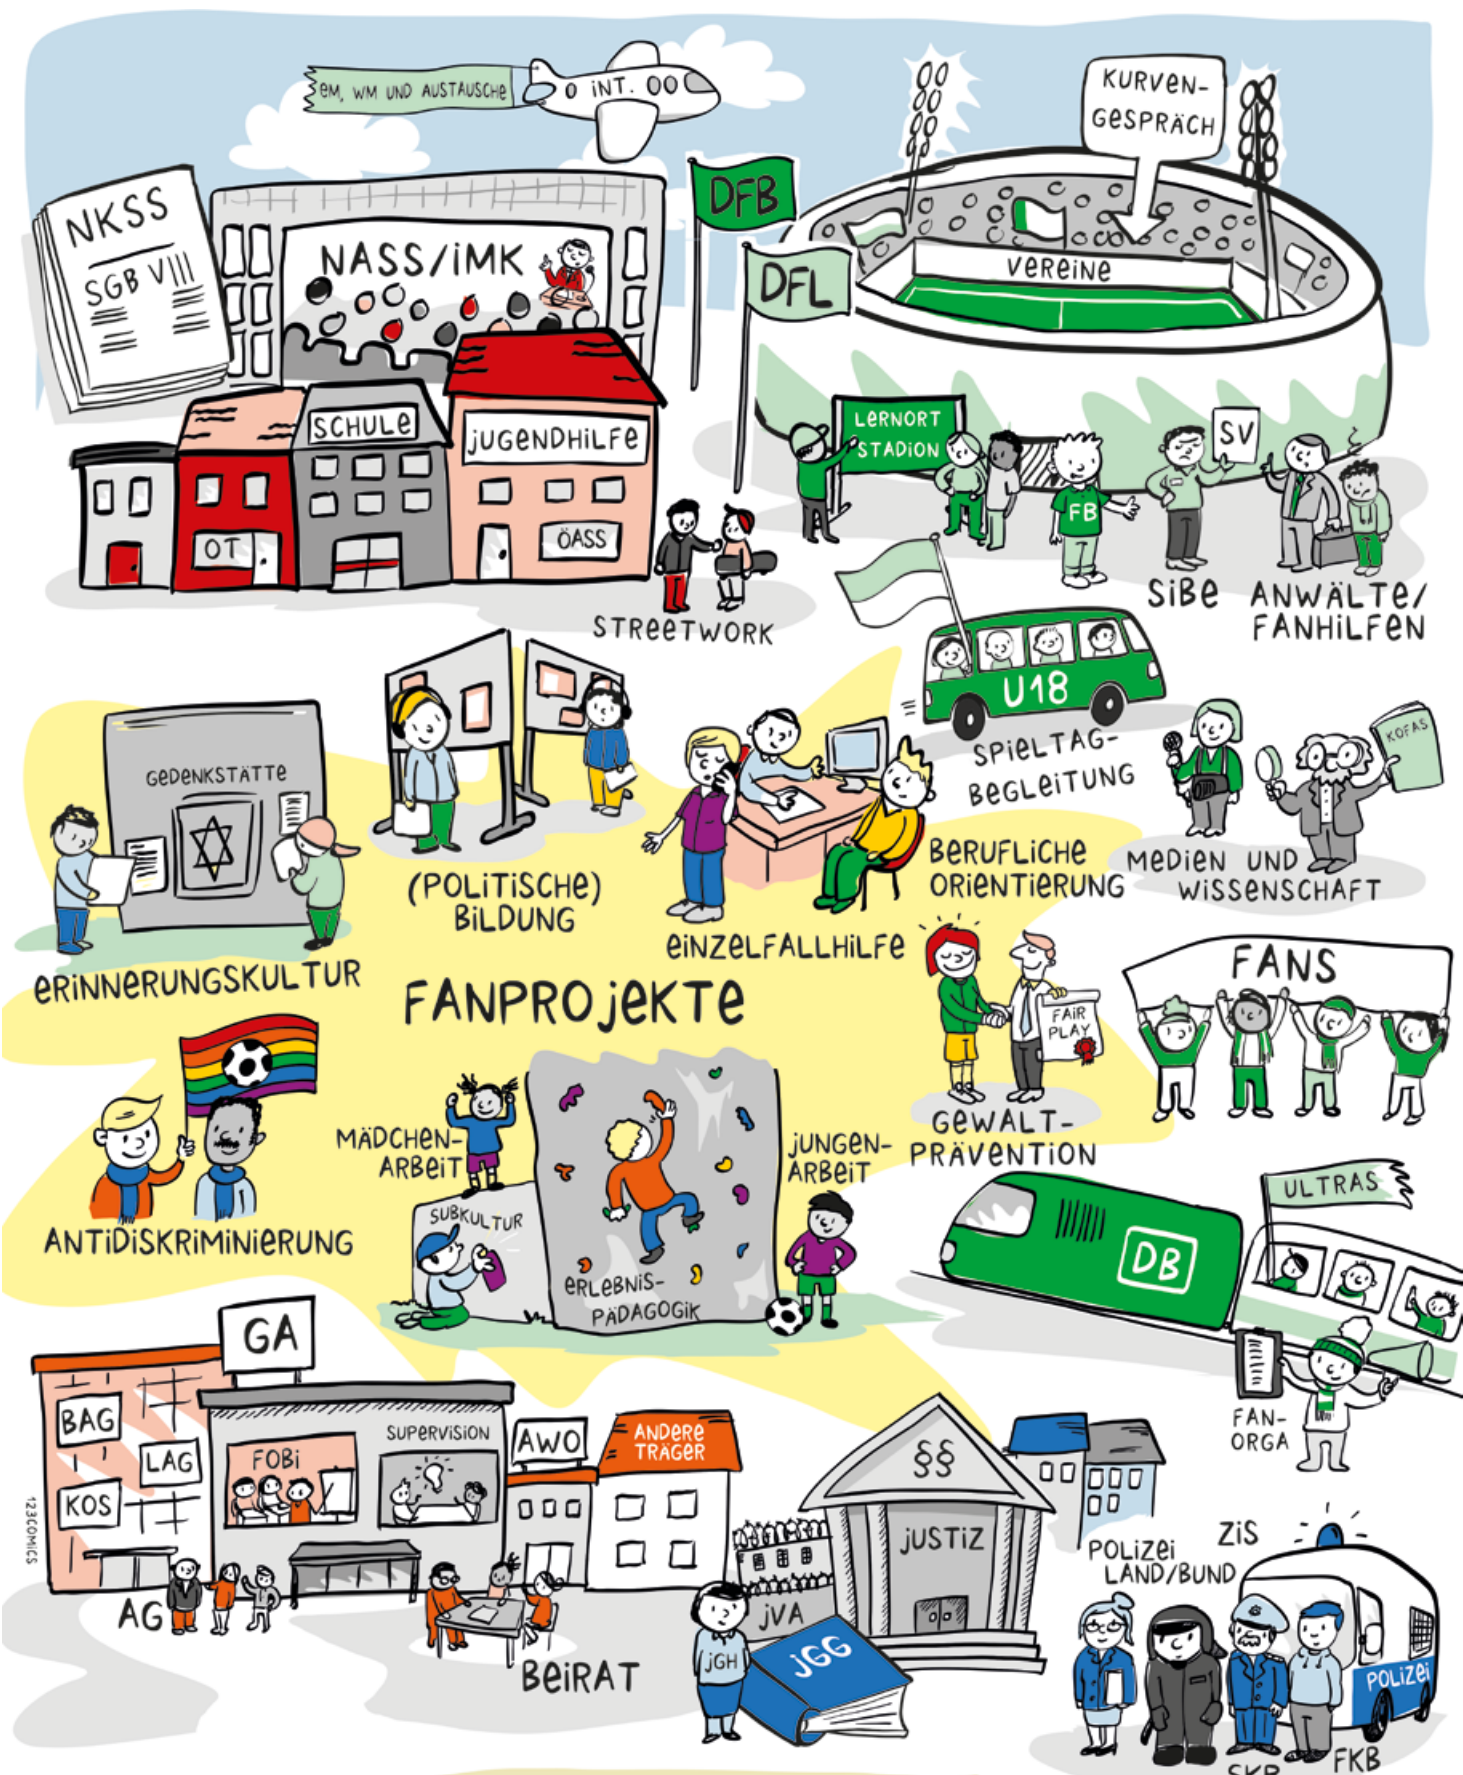 EM, WM UND AUSTAUSCHE
INT.
KURVEN-
GESPRÄCH
NKSS
SGB VIII
NASS/IMK
DFB
DFL
VEREINE
SCHULE
JUGENDHILFE
OT
ÖASS
LERNORT
STADION
FB
SV
STREETWORK
SIBE
ANWÄLTE/
FANHILFEN
U18
SPIELTAG-
BEGLEITUNG
KOFAS
MEDIEN UND
WISSENSCHAFT
GEDENKSTÄTTE
ERINNERUNGSKULTUR
(POLITISCHE)
BILDUNG
EINZELFALLHILFE
BERUFLICHE
ORIENTIERUNG
FANPROJEKTE
FAIR
PLAY
GEWALT-
PRÄVENTION
FANS
ANTIDISKRIMINIERUNG
MÄDCHEN-
ARBEIT
SUBKULTUR
ERLEBNIS-
PÄDAGOGIK
JUNGEN-
ARBEIT
ULTRAS
DB
FAN-
ORGA
GA
BAG
LAG
KOS
FOBI
SUPERVISION
AWO
ANDERE
TRÄGER
AG
BEIRAT
§§
JUSTIZ
JVA
JGH
JGG
POLIZEI
LAND/BUND
ZIS
POLIZEI
SKB
FKB
123COMICS